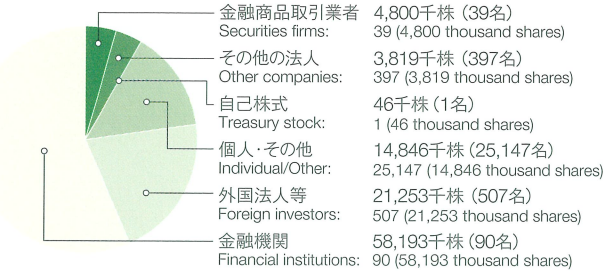 金融商品取引業者 4,800千株（39名）
Securities firms: 39 (4,800 thousand shares)
その他の法人 3,819千株（397名）
Other companies: 397 (3,819 thousand shares)
自己株式 46千株（1名）
Treasury stock: 1 (46 thousand shares)
個人・その他 14,846千株（25,147名）
Individual/Other: 25,147 (14,846 thousand shares)
外国法人等 21,253千株（507名）
Foreign investors: 507 (21,253 thousand shares)
金融機関 58,193千株（90名）
Financial institutions: 90 (58,193 thousand shares)